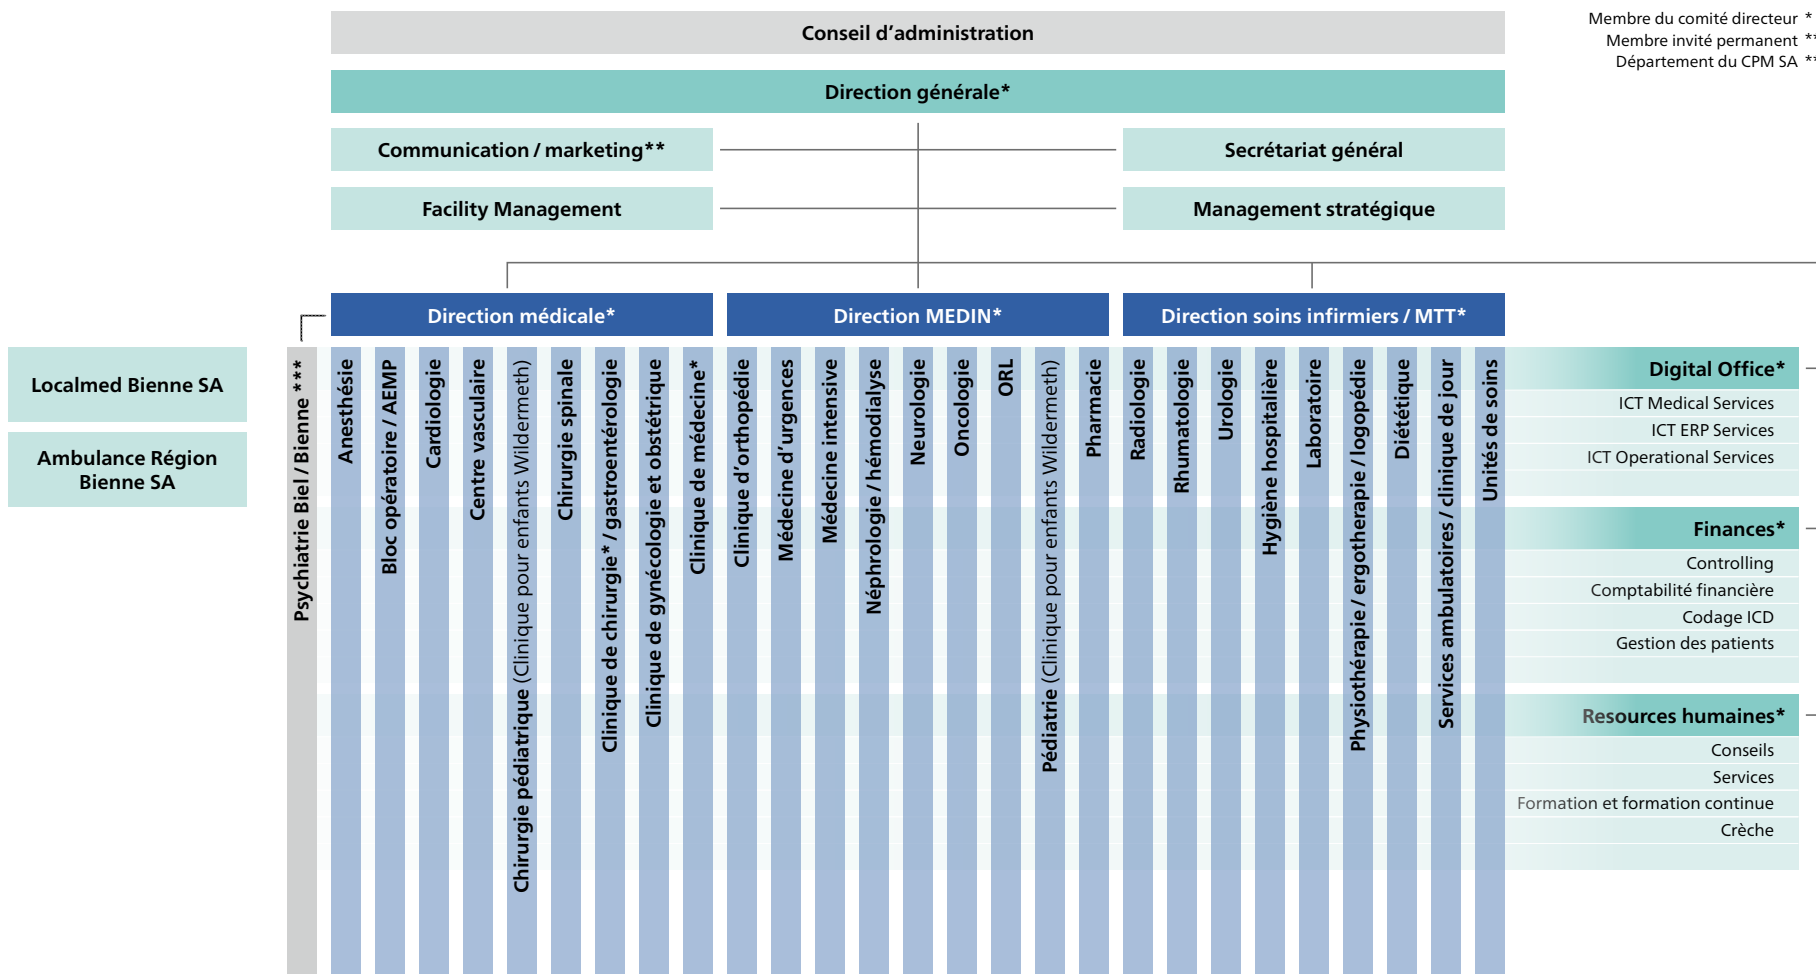 Membre du comité directeur *
Membre invité permanent **
Département du CPM SA **
Conseil d’administration
Direction générale*
Communication / marketing**
Secrétariat général
Facility Management
Management stratégique
Direction médicale*
Direction MEDIN*
Direction soins infirmiers / MTT*
Localmed Bienne SA
Ambulance Région
Bienne SA
Psychiatrie Biel / Bienne ***
Anesthésie
Bloc opératoire / AEMP
Cardiologie
Centre vasculaire
Chirurgie pédiatrique (Clinique pour enfants Wildermeth)
Chirurgie spinale
Clinique de chirurgie* / gastroentérologie
Clinique de gynécologie et obstétrique
Clinique de médecine*
Clinique d’orthopédie
Médecine d’urgences
Médecine intensive
Néphrologie / hémodialyse
Neurologie
Oncologie
ORL
Pédiatrie (Clinique pour enfants Wildermeth)
Pharmacie
Radiologie
Rhumatologie
Urologie
Hygiène hospitalière
Laboratoire
Physiothérapie / ergotherapie / logopédie
Diététique
Services ambulatoires / clinique de jour
Unités de soins
Digital Office*
ICT Medical Services
ICT ERP Services
ICT Operational Services
Finances*
Controlling
Comptabilité financière
Codage ICD
Gestion des patients
Resources humaines*
Conseils
Services
Formation et formation continue
Crèche